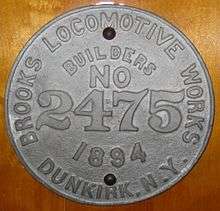 BROOKS LOCOMOTIVE WORKS
BUILDERS
NO
2475
1894
DUNKIRK, N.Y.